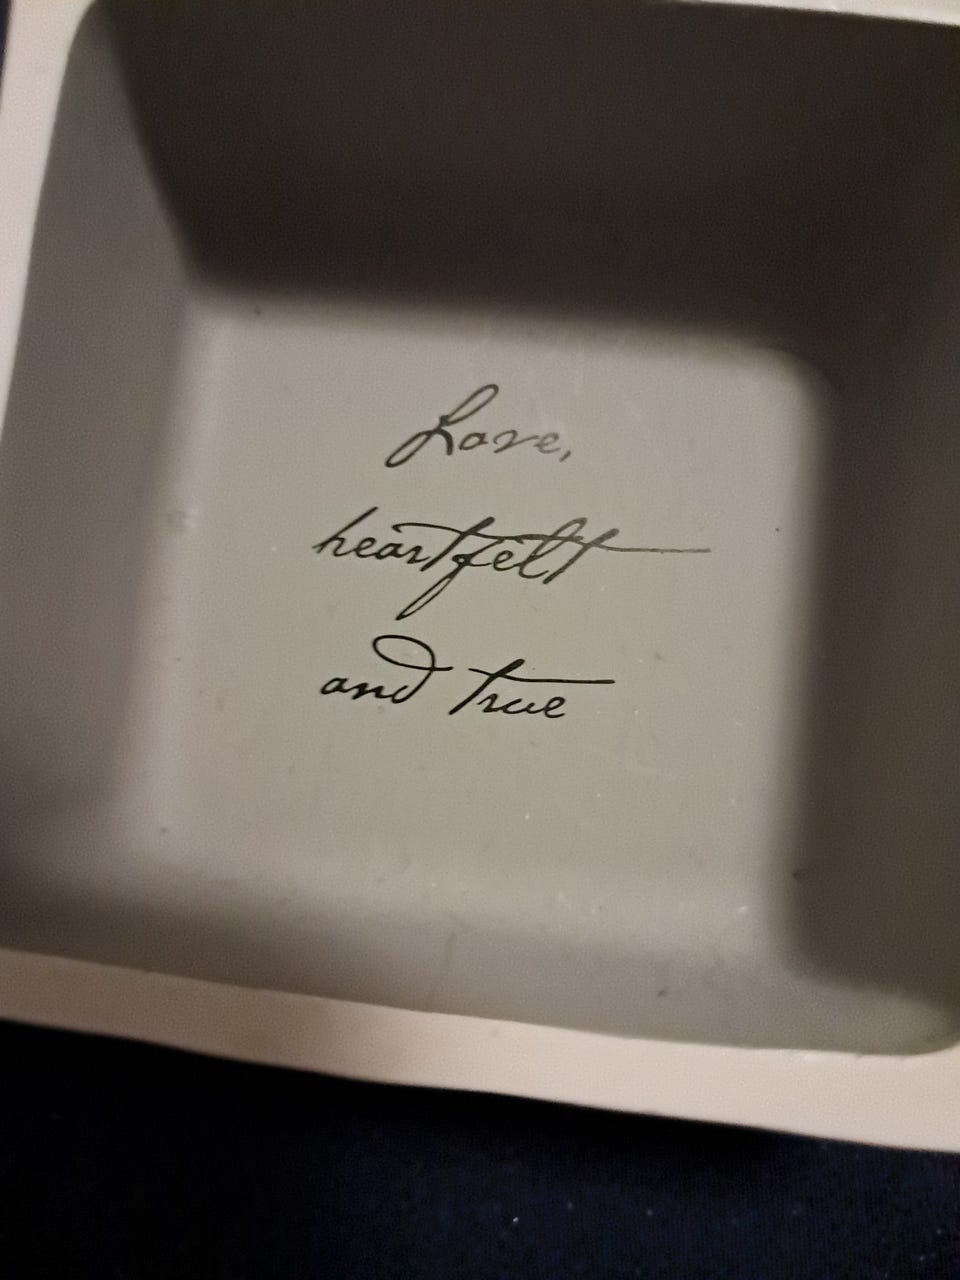 Love,
heartfelt
and true